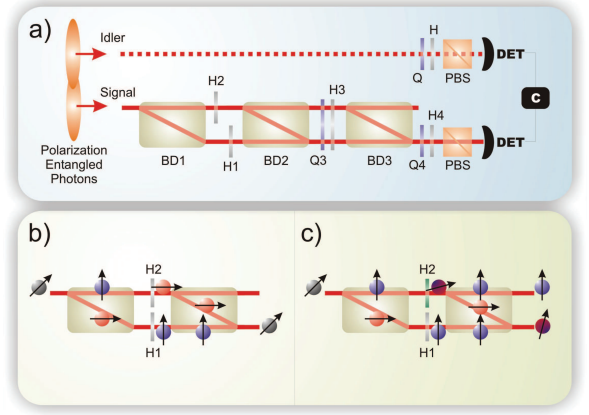 a)
Idler
Signal
Polarization
Entangled
Photons
BD1
H2
H1
BD2
Q3
H3
BD3
Q
H
PBS
DET
C
Q4
H4
PBS
DET
b)
H2
H1
c)
H2
H1